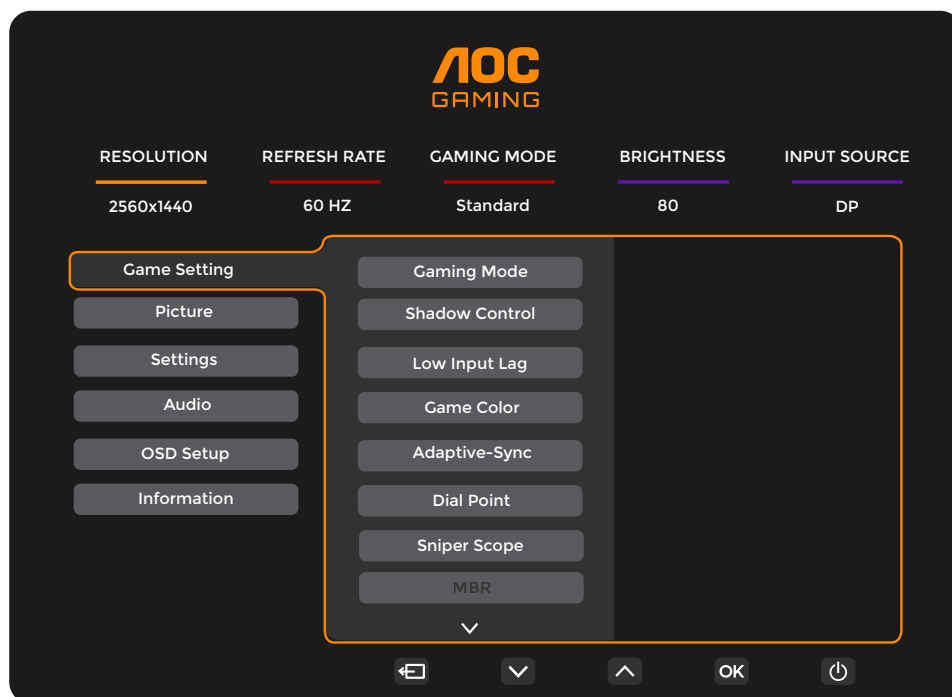 AOC
GAMING
RESOLUTION REFRESH RATE GAMING MODE BRIGHTNESS INPUT SOURCE
2560x1440 60 HZ Standard 80 DP
Game Setting
Picture
Settings
Audio
OSD Setup
Information
Gaming Mode
Shadow Control
Low Input Lag
Game Color
Adaptive-Sync
Dial Point
Sniper Scope
MBR
OK